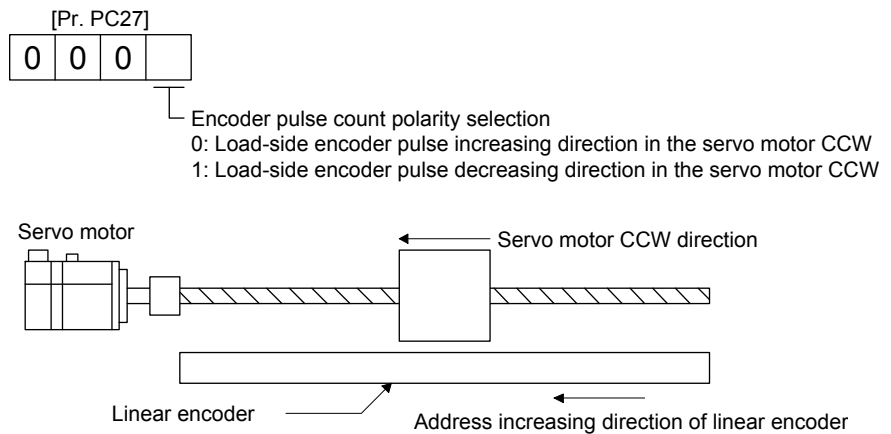 [Pr. PC27]
0 0 0
Encoder pulse count polarity selection
0: Load-side encoder pulse increasing direction in the servo motor CCW
1: Load-side encoder pulse decreasing direction in the servo motor CCW
Servo motor
Servo motor CCW direction
Linear encoder
Address increasing direction of linear encoder